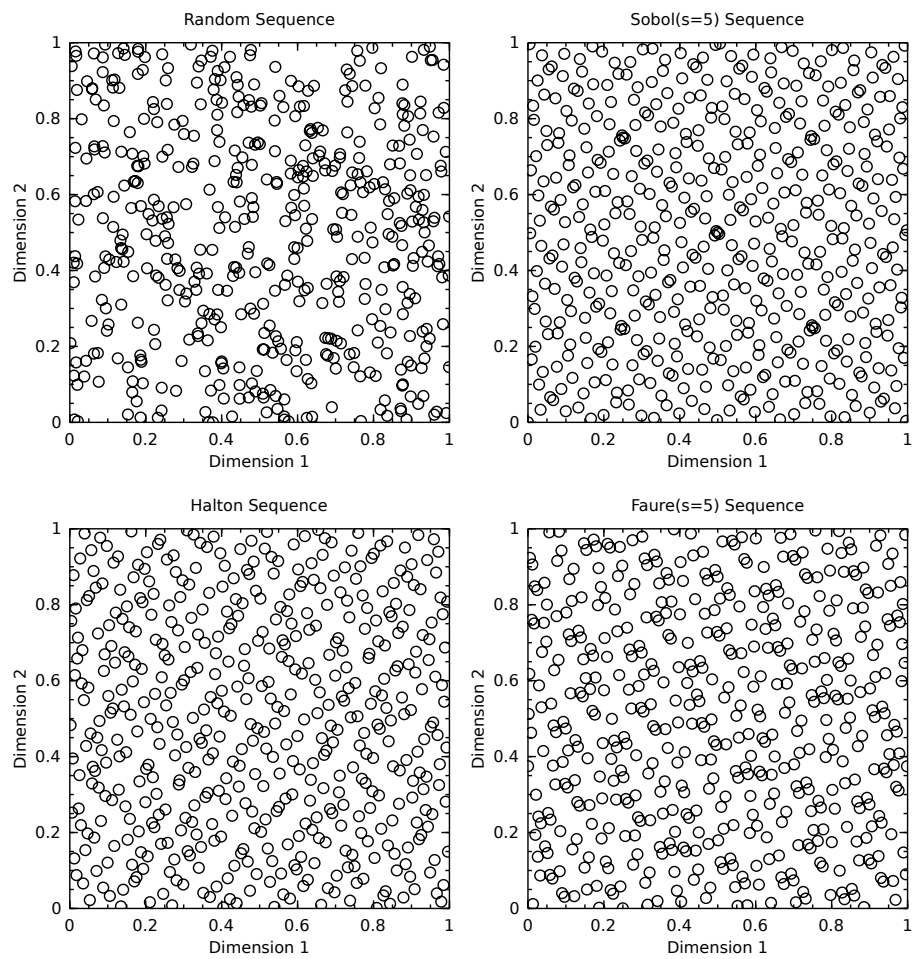 Random Sequence
1
0.8
0.6
0.4
0.2
0
Dimension 2
0 0.2 0.4 0.6 0.8 1
Dimension 1
Sobol(s=5) Sequence
1
0.8
0.6
0.4
0.2
0
Dimension 2
0 0.2 0.4 0.6 0.8 1
Dimension 1
Halton Sequence
1
0.8
0.6
0.4
0.2
0
Dimension 2
0 0.2 0.4 0.6 0.8 1
Dimension 1
Faure(s=5) Sequence
1
0.8
0.6
0.4
0.2
0
Dimension 2
0 0.2 0.4 0.6 0.8 1
Dimension 1